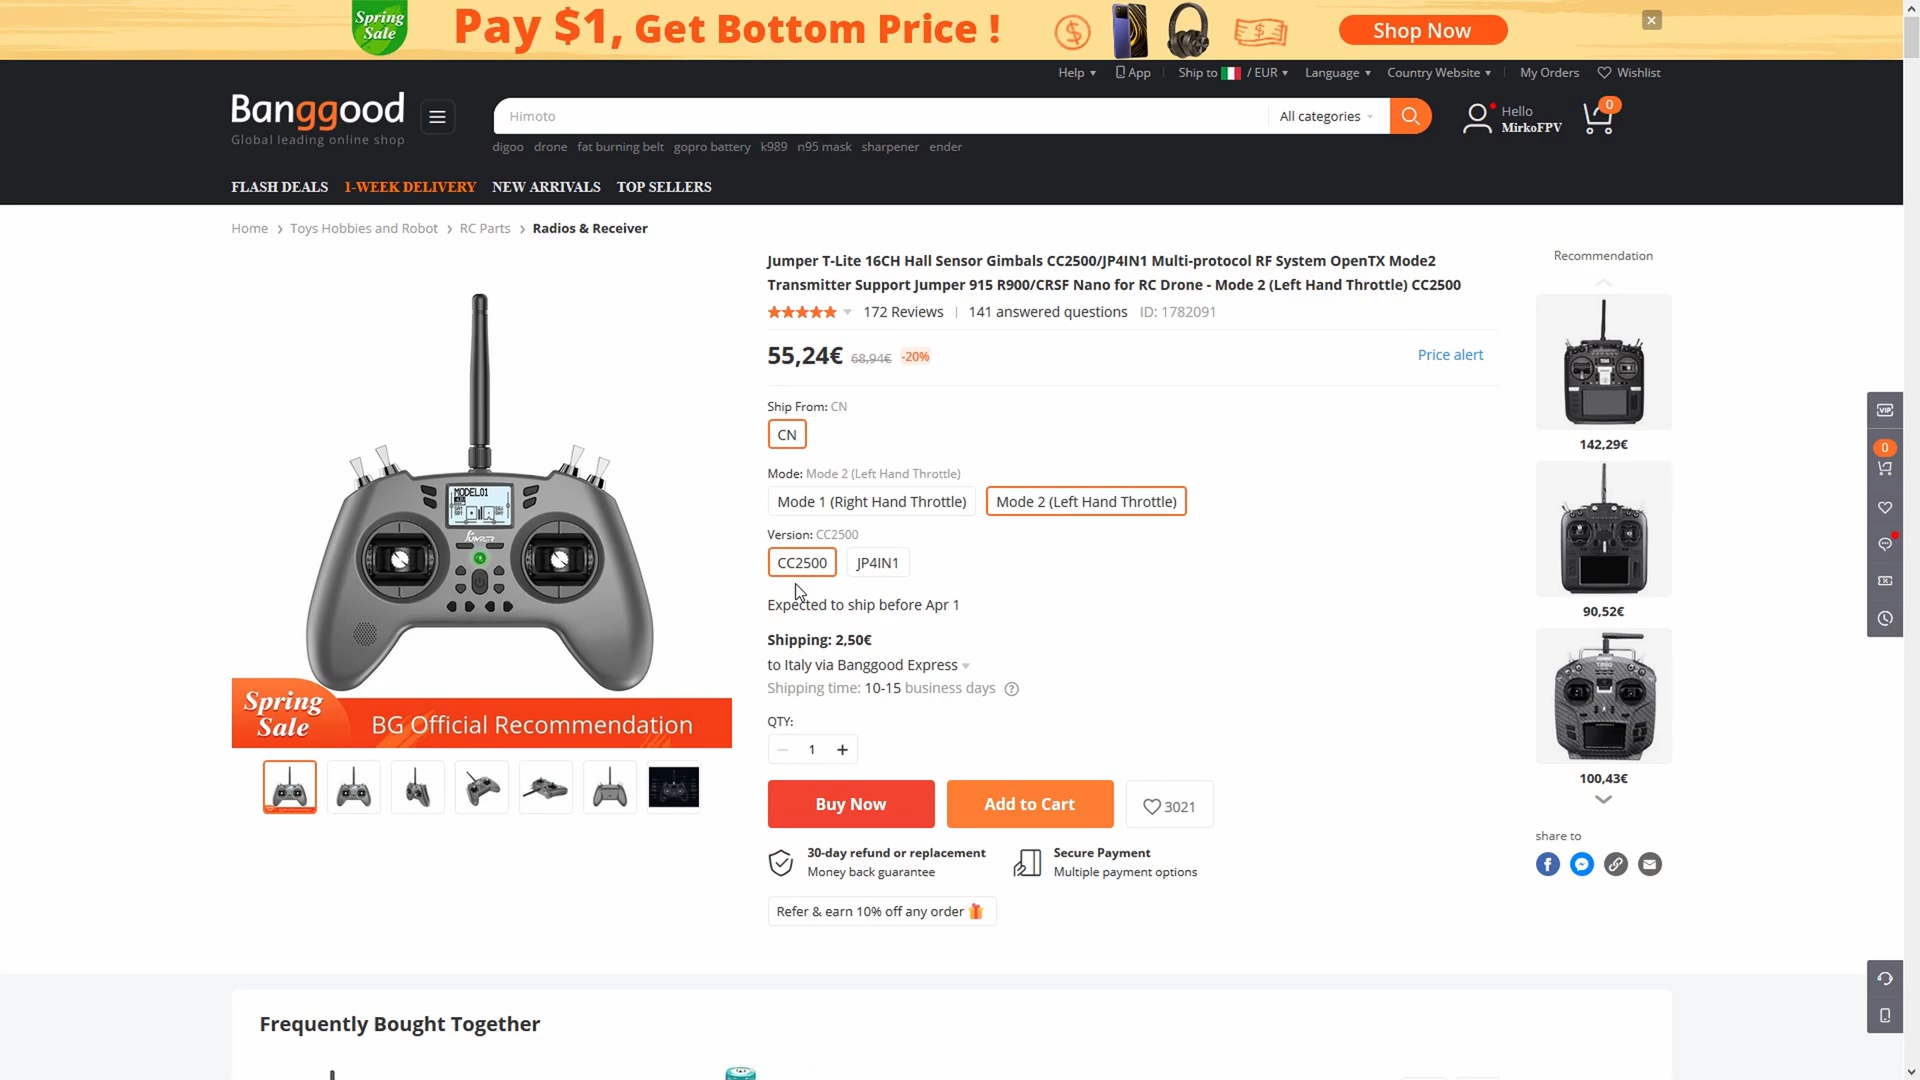 Spring
Sale
Pay $1, Get Bottom Price !
Shop Now
Help
App
Ship to
/ EUR
Language
Country Website
My Orders
Wishlist
Banggood
Global leading online shop
Himoto
All categories
0
Hello
MirkoFPV
digoo drone fat burning belt gopro battery k989 n95 mask sharpener ender
FLASH DEALS
1-WEEK DELIVERY
NEW ARRIVALS
TOP SELLERS
Home > Toys Hobbies and Robot > RC Parts > Radios & Receiver
Jumper T-Lite 16CH Hall Sensor Gimbals CC2500/JP4IN1 Multi-protocol RF System OpenTX Mode2
Transmitter Support Jumper 915 R900/CRSF Nano for RC Drone - Mode 2 (Left Hand Throttle) CC2500
172 Reviews | 141 answered questions ID: 1782091
55,24€ 68,94€ -20%
Price alert
Ship From: CN
CN
Mode: Mode 2 (Left Hand Throttle)
Mode 1 (Right Hand Throttle)
Mode 2 (Left Hand Throttle)
Version: CC2500
CC2500
JP4IN1
Expected to ship before Apr 1
Shipping: 2,50€
to Italy via Banggood Express
Shipping time: 10-15 business days ?
QTY:
− 1 +
Buy Now
Add to Cart
3021
30-day refund or replacement
Money back guarantee
Secure Payment
Multiple payment options
Refer & earn 10% off any order
MODEL01
JUMPER
Spring
Sale
BG Official Recommendation
Recommendation
142,29€
90,52€
100,43€
share to
VIP
0
Frequently Bought Together